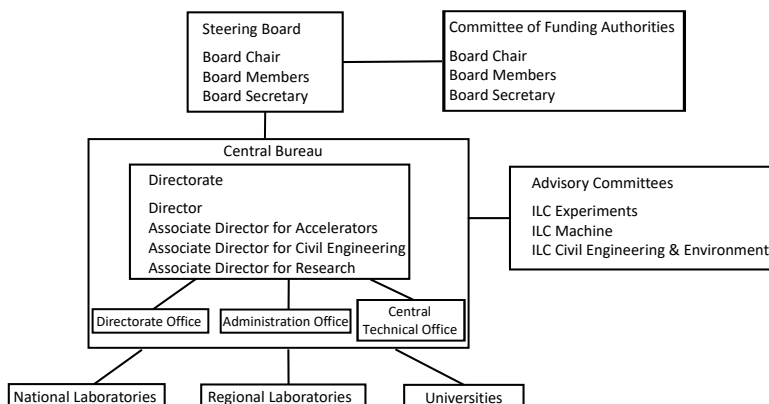 Steering Board
Board Chair
Board Members
Board Secretary
Committee of Funding Authorities
Board Chair
Board Members
Board Secretary
Central Bureau
Directorate
Director
Associate Director for Accelerators
Associate Director for Civil Engineering
Associate Director for Research
Directorate Office
Administration Office
Central
Technical Office
Advisory Committees
ILC Experiments
ILC Machine
ILC Civil Engineering & Environment
National Laboratories
Regional Laboratories
Universities